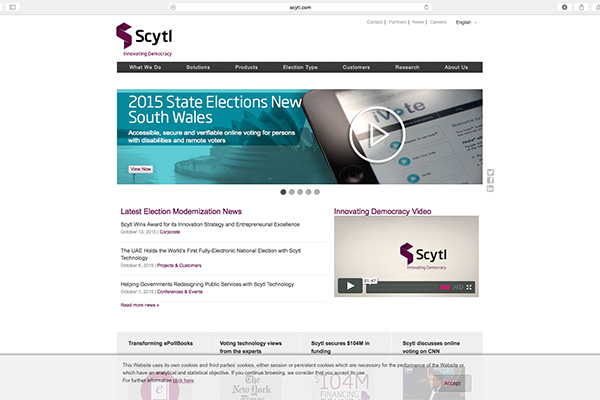 scytl.com
Contact | Partners | News | Careers English
Scytl
Innovating Democracy
What We Do Solutions Products Election Type Customers Research About Us
2015 State Elections New
South Wales
Accessible, secure and verifiable online voting for persons
with disabilities and remote voters
View Now
iVote
Latest Election Modernization News
Scytl Wins Award for its Innovation Strategy and Entrepreneurial Excellence
October 13, 2015 | Corporate
The UAE Holds the World's First Fully-Electronic National Election with Scytl
Technology
October 6, 2015 | Projects & Customers
Helping Governments Redesigning Public Services with Scytl Technology
October 1, 2015 | Conferences & Events
Read more news »
Innovating Democracy Video
Scytl
Innovating Democracy
01:47
HD
Transforming ePollBooks
Voting technology views
from the experts
Scytl secures $104M in
funding
Scytl discusses online
voting on CNN
This Website uses its own cookies and third parties' cookies, either session or persistent cookies which are necessary for the performance of the Website or
which have an analytical and statistical objective. If you continue browsing, we consider that you accept its use.
For further information click here.
Accept
The
New York
Times
$104M
FINANCING